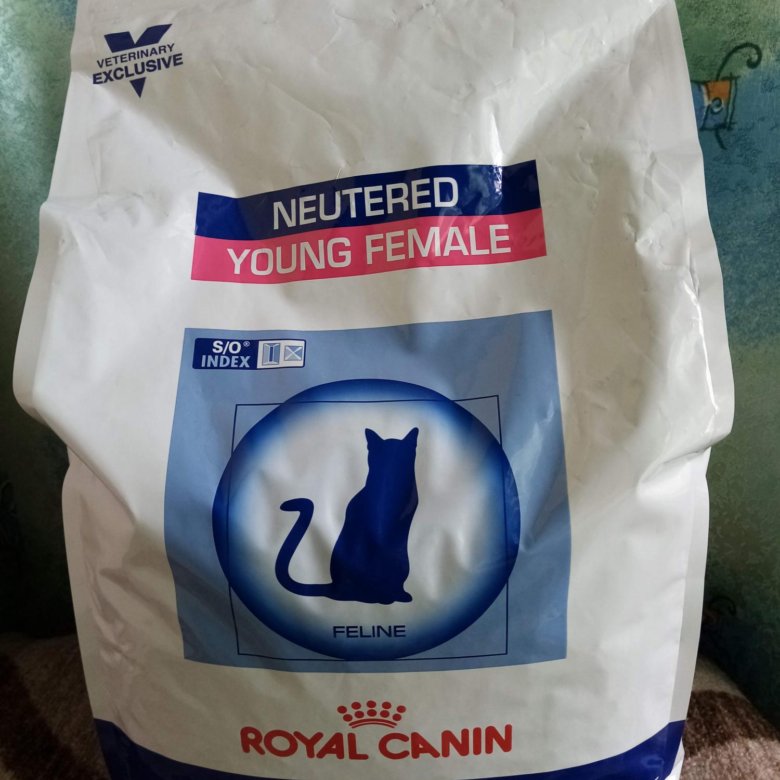 VETERINARY
EXCLUSIVE
NEUTERED
YOUNG FEMALE
S/O®
INDEX
FELINE
ROYAL CANIN